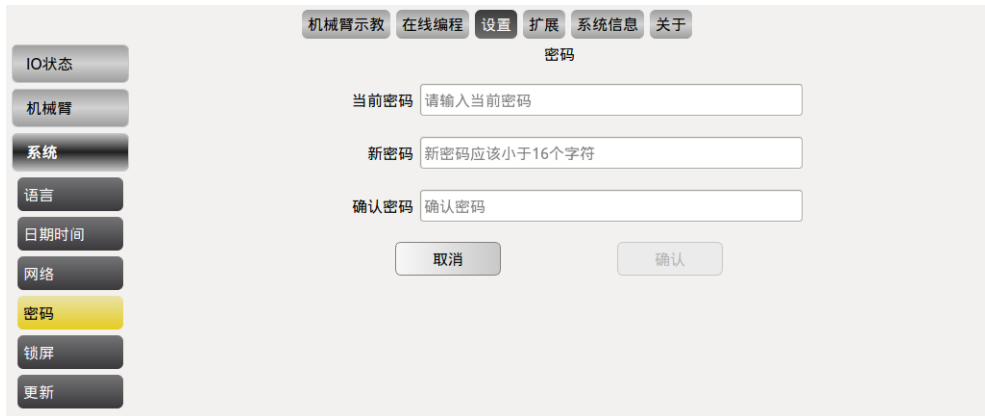 机械臂示教 在线编程 设置 扩展 系统信息 关于
密码
IO状态
机械臂
系统
语言
日期时间
网络
密码
锁屏
更新
当前密码 请输入当前密码
新密码 新密码应该小于16个字符
确认密码 确认密码
取消 确认